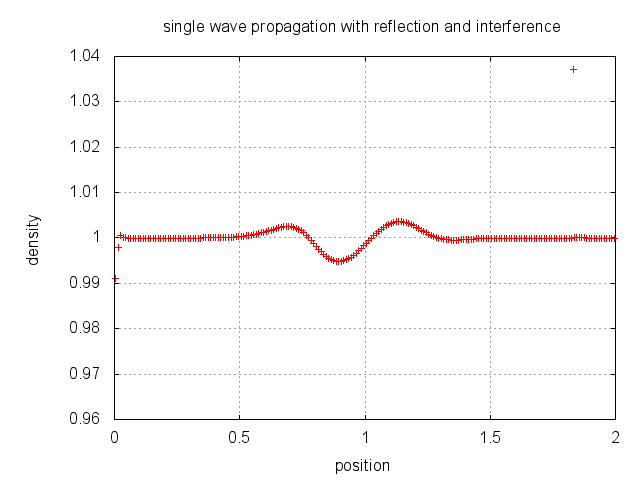 single wave propagation with reflection and interference
1.04
1.03
1.02
1.01
1
0.99
0.98
0.97
0.96
density
0 0.5 1 1.5 2
position